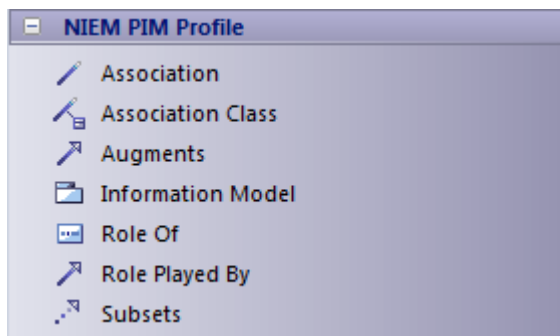 NIEM PIM Profile
Association
Association Class
Augments
Information Model
Role Of
Role Played By
Subsets